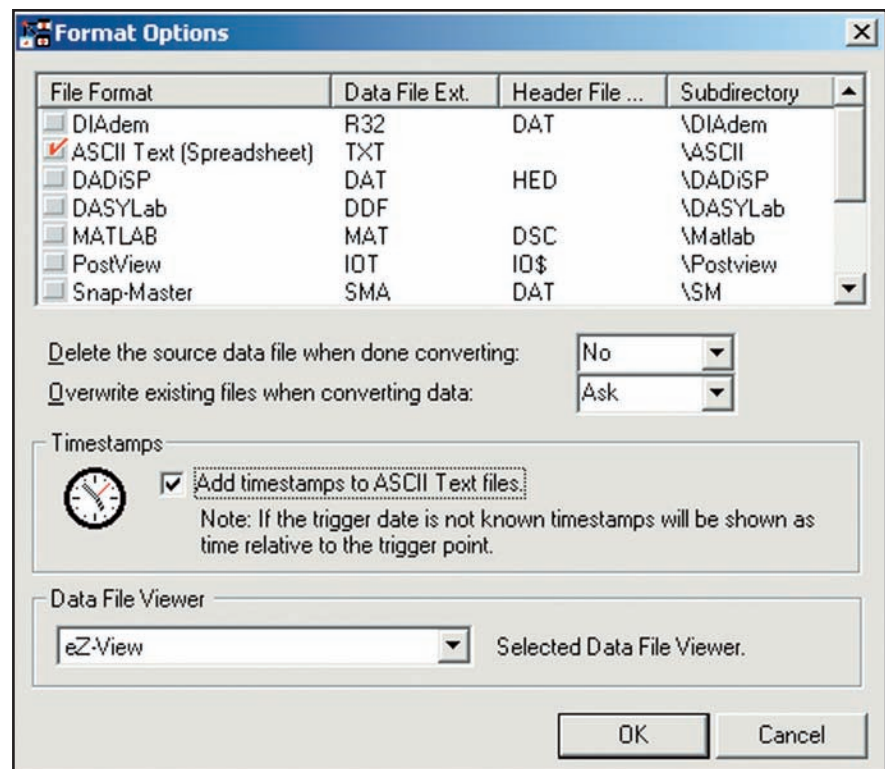 Format Options
File Format Data File Ext. Header File ... Subdirectory
DIAdem R32 DAT \DIAdem
ASCII Text (Spreadsheet) TXT \ASCII
DADiSP DAT HED \DADiSP
DASYLab DDF \DASYLab
MATLAB MAT DSC \Matlab
PostView IOT IO$ \Postview
Snap-Master SMA DAT \SM
Delete the source data file when done converting: No
Overwrite existing files when converting data: Ask
Timestamps
Add timestamps to ASCII Text files.
Note: If the trigger date is not known timestamps will be shown as
time relative to the trigger point.
Data File Viewer
eZ-View Selected Data File Viewer.
OK Cancel